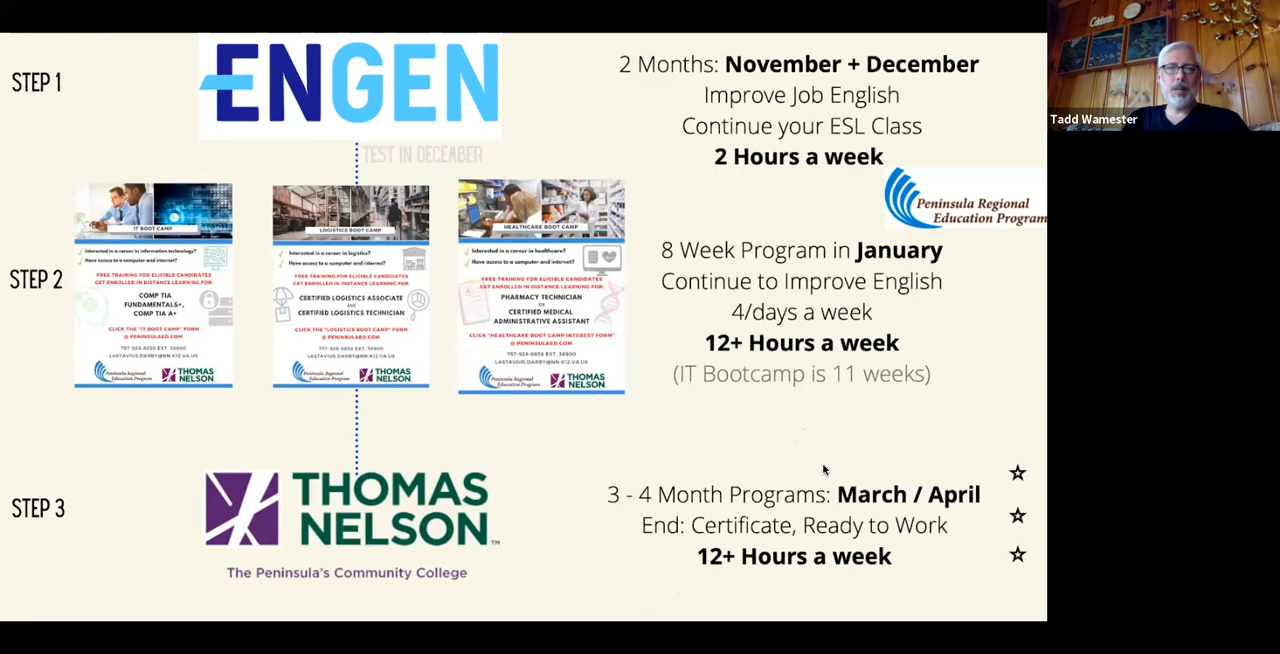 Celebrate
Tadd Wamester
STEP 1
ENGEN
2 Months: November + December
Improve Job English
Continue your ESL Class
2 Hours a week
TEST IN DECEMBER
Peninsula Regional
Education Program
STEP 2
IT BOOT CAMP
Interested in a career in information technology?
Have access to a computer and internet?
FREE TRAINING FOR ELIGIBLE CANDIDATES
GET ENROLLED IN DISTANCE LEARNING FOR:
COMP TIA
FUNDAMENTALS+,
COMP TIA A+
CLICK THE "IT BOOT CAMP" FORM
@ PENINSULAED.COM
757-928-6836 EXT. 38900
LASTAVIUS.DARBY@NN.K12.VA.US
Peninsula Regional
Education Program
THOMAS
NELSON
LOGISTICS BOOT CAMP
Interested in a career in logistics?
Have access to a computer and internet?
FREE TRAINING FOR ELIGIBLE CANDIDATES
GET ENROLLED IN DISTANCE LEARNING FOR:
CERTIFIED LOGISTICS ASSOCIATE
AND
CERTIFIED LOGISTICS TECHNICIAN
CLICK THE "LOGISTICS BOOT CAMP" FORM
@ PENINSULAED.COM
757-928-6836 EXT. 38900
LASTAVIUS.DARBY@NN.K12.VA.US
Peninsula Regional
Education Program
THOMAS
NELSON
HEALTHCARE BOOT CAMP
Interested in a career in healthcare?
Have access to a computer and internet?
FREE TRAINING FOR ELIGIBLE CANDIDATES
GET ENROLLED IN DISTANCE LEARNING FOR:
PHARMACY TECHNICIAN
OR
CERTIFIED MEDICAL
ADMINISTRATIVE ASSISTANT
CLICK "HEALTHCARE BOOT CAMP INTEREST FORM"
@ PENINSULAED.COM
757-928-6836 EXT. 38900
LASTAVIUS.DARBY@NN.K12.VA.US
Peninsula Regional
Education Program
THOMAS
NELSON
8 Week Program in January
Continue to Improve English
4/days a week
12+ Hours a week
(IT Bootcamp is 11 weeks)
STEP 3
THOMAS
NELSON™
The Peninsula's Community College
3 - 4 Month Programs: March / April
End: Certificate, Ready to Work
12+ Hours a week